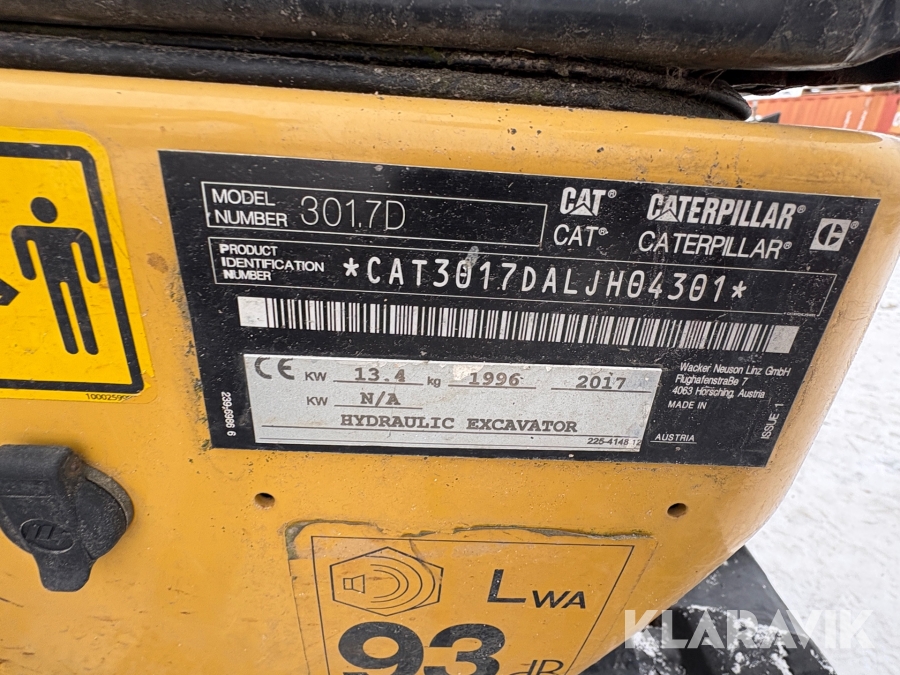 MODEL
NUMBER 301.7D
CAT® CATERPILLAR®
CAT® CATERPILLAR®
PRODUCT
IDENTIFICATION
NUMBER
*CAT3017DALJH04301*
CE KW 13.4 kg 1996 2017
KW N/A
HYDRAULIC EXCAVATOR
225-4148 12
Wacker Neuson Linz GmbH
Flughafenstraße 7
4063 Hörsching, Austria
MADE IN
AUSTRIA
ISSUE 1
239-5986 6
LWA
93 dB
KLARAVIK